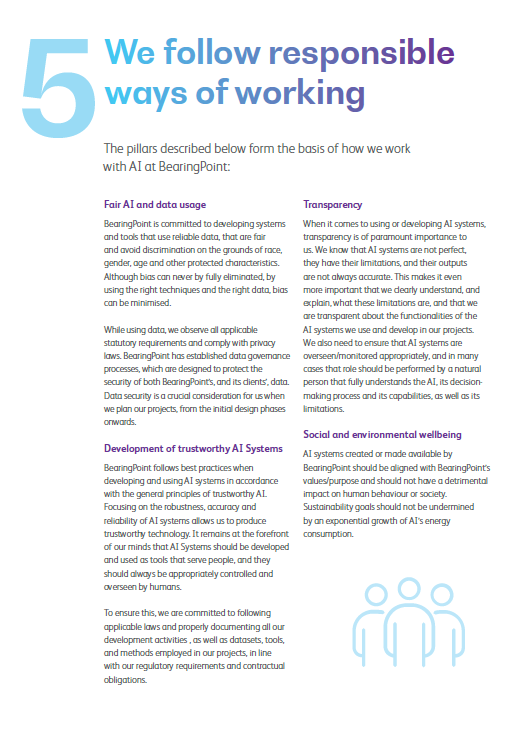 5
We follow responsible
ways of working
The pillars described below form the basis of how we work
with AI at BearingPoint:
Fair AI and data usage
BearingPoint is committed to developing systems
and tools that use reliable data, that are fair
and avoid discrimination on the grounds of race,
gender, age and other protected characteristics.
Although bias can never by fully eliminated, by
using the right techniques and the right data, bias
can be minimised.
While using data, we observe all applicable
statutory requirements and comply with privacy
laws. BearingPoint has established data governance
processes, which are designed to protect the
security of both BearingPoint's, and its clients', data.
Data security is a crucial consideration for us when
we plan our projects, from the initial design phases
onwards.
Development of trustworthy AI Systems
BearingPoint follows best practices when
developing and using AI systems in accordance
with the general principles of trustworthy AI.
Focusing on the robustness, accuracy and
reliability of AI systems allows us to produce
trustworthy technology. It remains at the forefront
of our minds that AI Systems should be developed
and used as tools that serve people, and they
should always be appropriately controlled and
overseen by humans.
To ensure this, we are committed to following
applicable laws and properly documenting all our
development activities , as well as datasets, tools,
and methods employed in our projects, in line
with our regulatory requirements and contractual
obligations.
Transparency
When it comes to using or developing AI systems,
transparency is of paramount importance to
us. We know that AI systems are not perfect,
they have their limitations, and their outputs
are not always accurate. This makes it even
more important that we clearly understand, and
explain, what these limitations are, and that we
are transparent about the functionalities of the
AI systems we use and develop in our projects.
We also need to ensure that AI systems are
overseen/monitored appropriately, and in many
cases that role should be performed by a natural
person that fully understands the AI, its decision-
making process and its capabilities, as well as its
limitations.
Social and environmental wellbeing
AI systems created or made available by
BearingPoint should be aligned with BearingPoint's
values/purpose and should not have a detrimental
impact on human behaviour or society.
Sustainability goals should not be undermined
by an exponential growth of AI's energy
consumption.